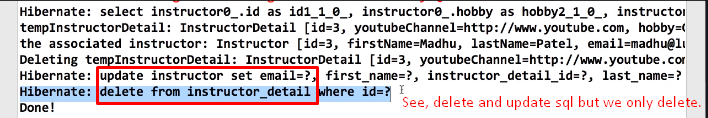 Hibernate: select instructor0_.id as id1_1_0_, instructor0_.hobby as hobby2_1_0_, instructo
tempInstructorDetail: InstructorDetail [id=3, youtubeChannel=http://www.youtube.com, hobby=G
the associated instructor: Instructor [id=3, firstName=Madhu, lastName=Patel, email=madhu@lu
Deleting tempInstructorDetail: InstructorDetail [id=3, youtubeChannel=http://www.youtube.com
Hibernate: update instructor set email=?, first_name=?, instructor_detail_id=?, last_name=?
Hibernate: delete from instructor_detail where id=?
See, delete and update sql but we only delete.
Done!